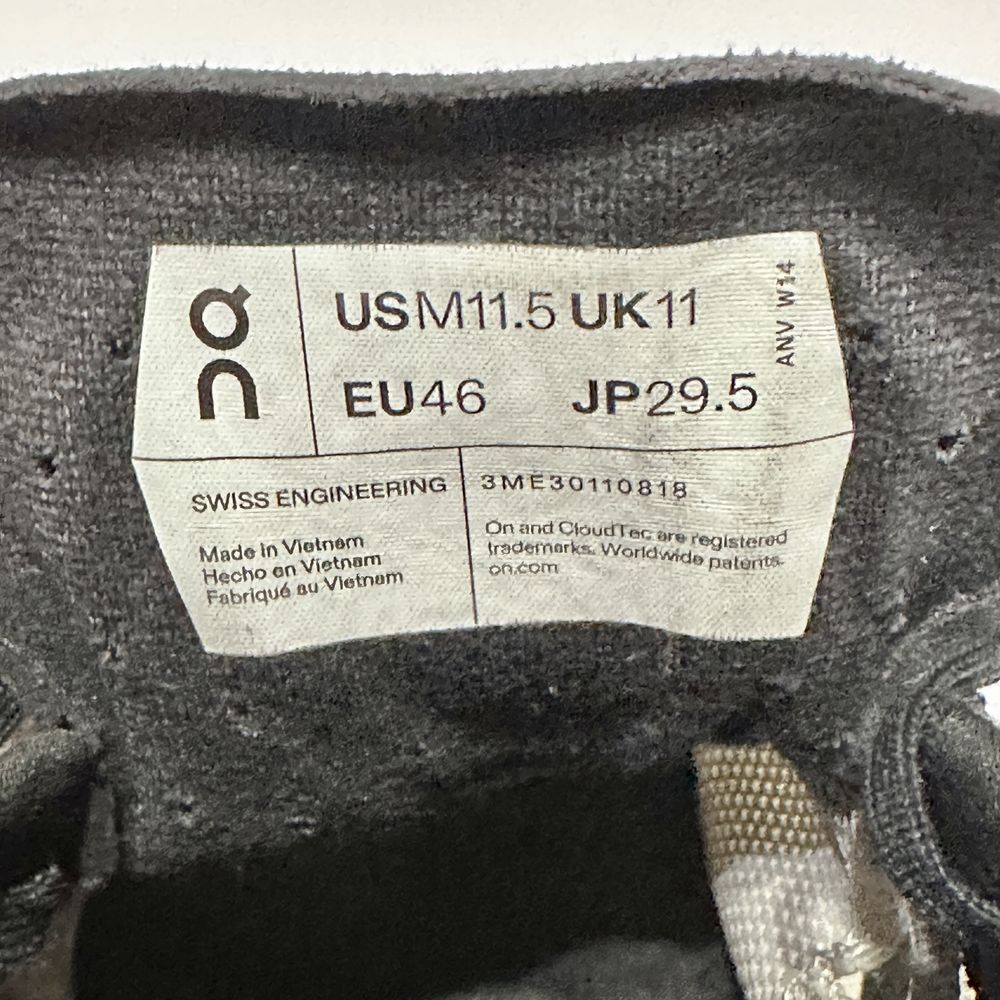 On
USM11.5 UK11
EU46 JP29.5
ANV W14
SWISS ENGINEERING
Made in Vietnam
Hecho en Vietnam
Fabriqué au Vietnam
3ME30110818
On and CloudTec are registered
trademarks. Worldwide patents.
on.com